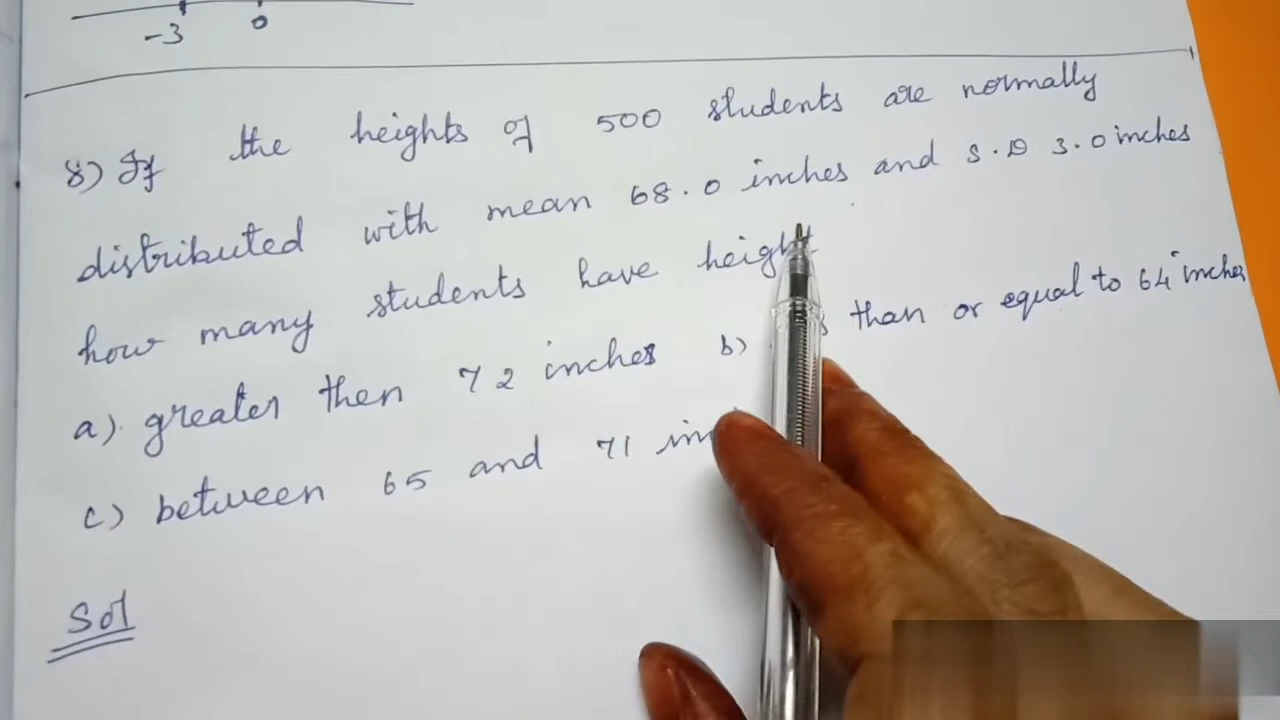 -3 0
8) If the heights of 500 students are normally
distributed with mean 68.0 inches and S.D 3.0 inches
how many students have height
a). greater then 72 inches b) than or equal to 64 inches
c) between 65 and 71
Sol